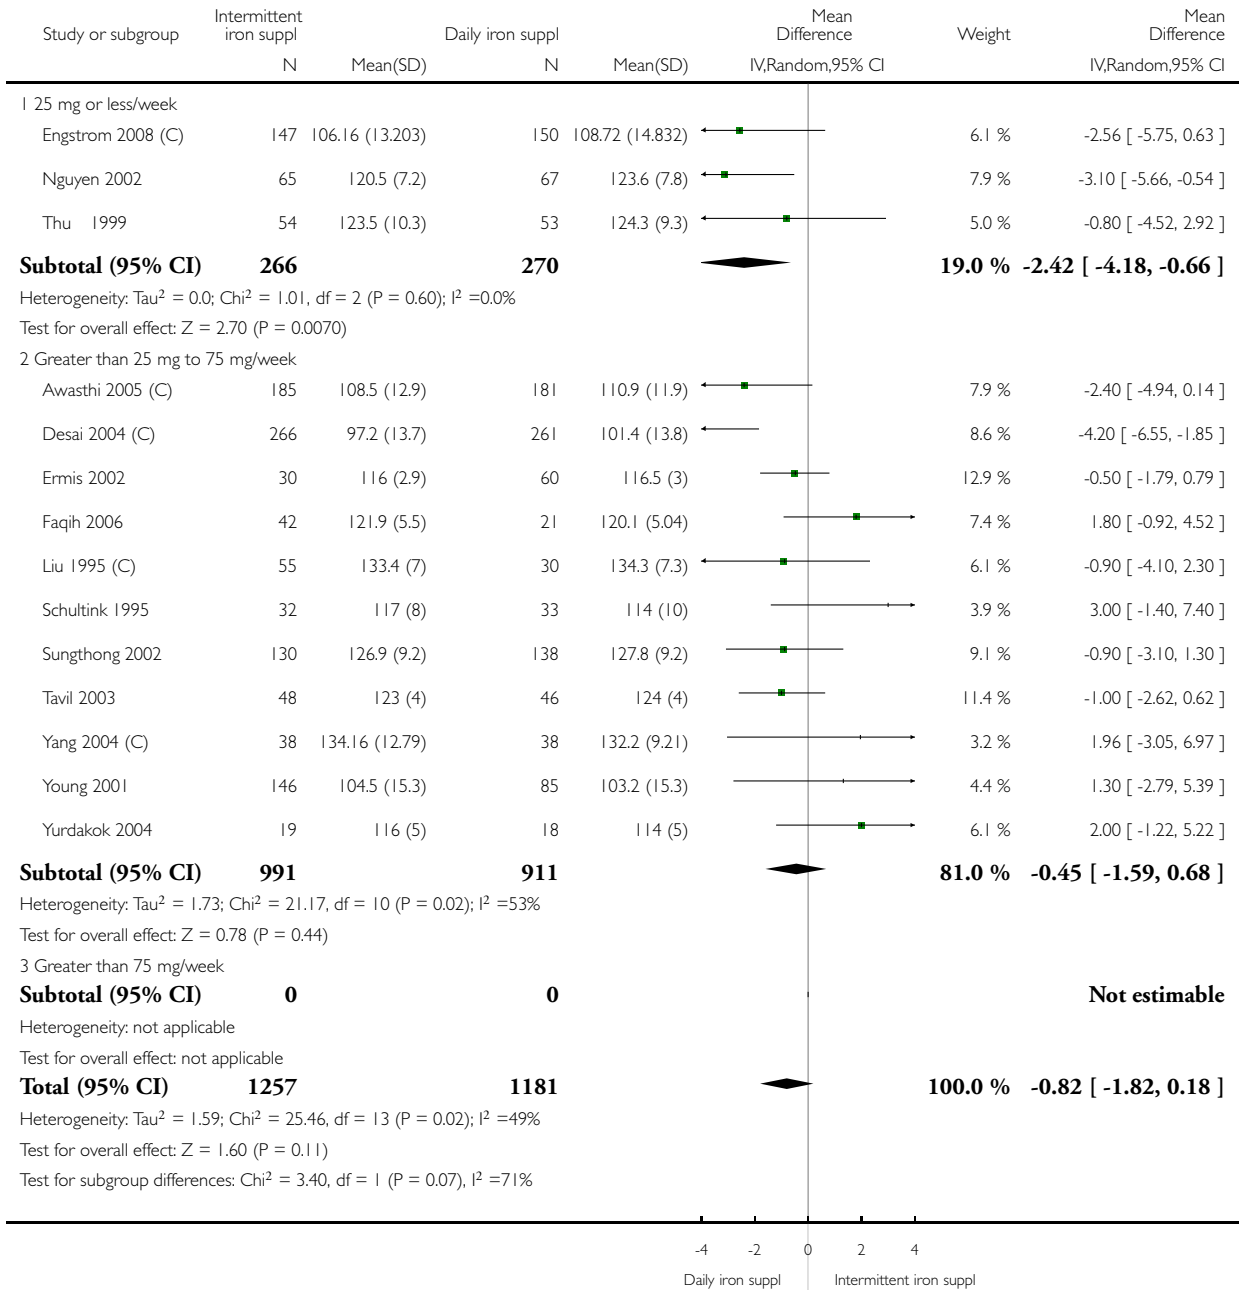 Study or subgroup Intermittent iron suppl Daily iron suppl Mean Difference Weight Mean Difference
N Mean(SD) N Mean(SD) IV,Random,95% CI IV,Random,95% CI
1 25 mg or less/week
Engstrom 2008 (C) 147 106.16 (13.203) 150 108.72 (14.832) 6.1 % -2.56 [ -5.75, 0.63 ]
Nguyen 2002 65 120.5 (7.2) 67 123.6 (7.8) 7.9 % -3.10 [ -5.66, -0.54 ]
Thu 1999 54 123.5 (10.3) 53 124.3 (9.3) 5.0 % -0.80 [ -4.52, 2.92 ]
Subtotal (95% CI) 266 270 19.0 % -2.42 [ -4.18, -0.66 ]
Heterogeneity: Tau² = 0.0; Chi² = 1.01, df = 2 (P = 0.60); I² =0.0%
Test for overall effect: Z = 2.70 (P = 0.0070)
2 Greater than 25 mg to 75 mg/week
Awasthi 2005 (C) 185 108.5 (12.9) 181 110.9 (11.9) 7.9 % -2.40 [ -4.94, 0.14 ]
Desai 2004 (C) 266 97.2 (13.7) 261 101.4 (13.8) 8.6 % -4.20 [ -6.55, -1.85 ]
Ermis 2002 30 116 (2.9) 60 116.5 (3) 12.9 % -0.50 [ -1.79, 0.79 ]
Faqih 2006 42 121.9 (5.5) 21 120.1 (5.04) 7.4 % 1.80 [ -0.92, 4.52 ]
Liu 1995 (C) 55 133.4 (7) 30 134.3 (7.3) 6.1 % -0.90 [ -4.10, 2.30 ]
Schultink 1995 32 117 (8) 33 114 (10) 3.9 % 3.00 [ -1.40, 7.40 ]
Sungthong 2002 130 126.9 (9.2) 138 127.8 (9.2) 9.1 % -0.90 [ -3.10, 1.30 ]
Tavil 2003 48 123 (4) 46 124 (4) 11.4 % -1.00 [ -2.62, 0.62 ]
Yang 2004 (C) 38 134.16 (12.79) 38 132.2 (9.21) 3.2 % 1.96 [ -3.05, 6.97 ]
Young 2001 146 104.5 (15.3) 85 103.2 (15.3) 4.4 % 1.30 [ -2.79, 5.39 ]
Yurdakok 2004 19 116 (5) 18 114 (5) 6.1 % 2.00 [ -1.22, 5.22 ]
Subtotal (95% CI) 991 911 81.0 % -0.45 [ -1.59, 0.68 ]
Heterogeneity: Tau² = 1.73; Chi² = 21.17, df = 10 (P = 0.02); I² =53%
Test for overall effect: Z = 0.78 (P = 0.44)
3 Greater than 75 mg/week
Subtotal (95% CI) 0 0 Not estimable
Heterogeneity: not applicable
Test for overall effect: not applicable
Total (95% CI) 1257 1181 100.0 % -0.82 [ -1.82, 0.18 ]
Heterogeneity: Tau² = 1.59; Chi² = 25.46, df = 13 (P = 0.02); I² =49%
Test for overall effect: Z = 1.60 (P = 0.11)
Test for subgroup differences: Chi² = 3.40, df = 1 (P = 0.07), I² =71%
-4 -2 0 2 4
Daily iron suppl Intermittent iron suppl